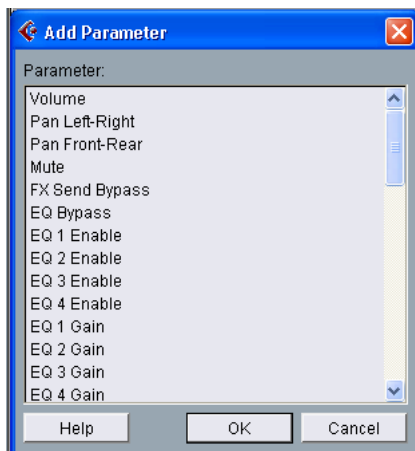 Add Parameter
Parameter:
Volume
Pan Left-Right
Pan Front-Rear
Mute
FX Send Bypass
EQ Bypass
EQ 1 Enable
EQ 2 Enable
EQ 3 Enable
EQ 4 Enable
EQ 1 Gain
EQ 2 Gain
EQ 3 Gain
EQ 4 Gain
Help OK Cancel